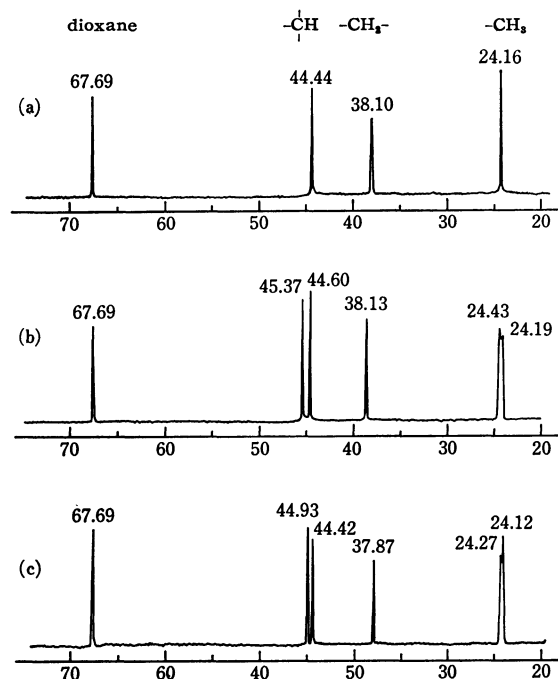 dioxane -CH -CH₂- -CH₃
(a)
67.69 44.44 38.10 24.16
70 60 50 40 30 20
(b)
67.69 45.37 44.60 38.13 24.43 24.19
70 60 50 40 30 20
(c)
67.69 44.93 44.42 37.87 24.27 24.12
70 60 50 40 30 20